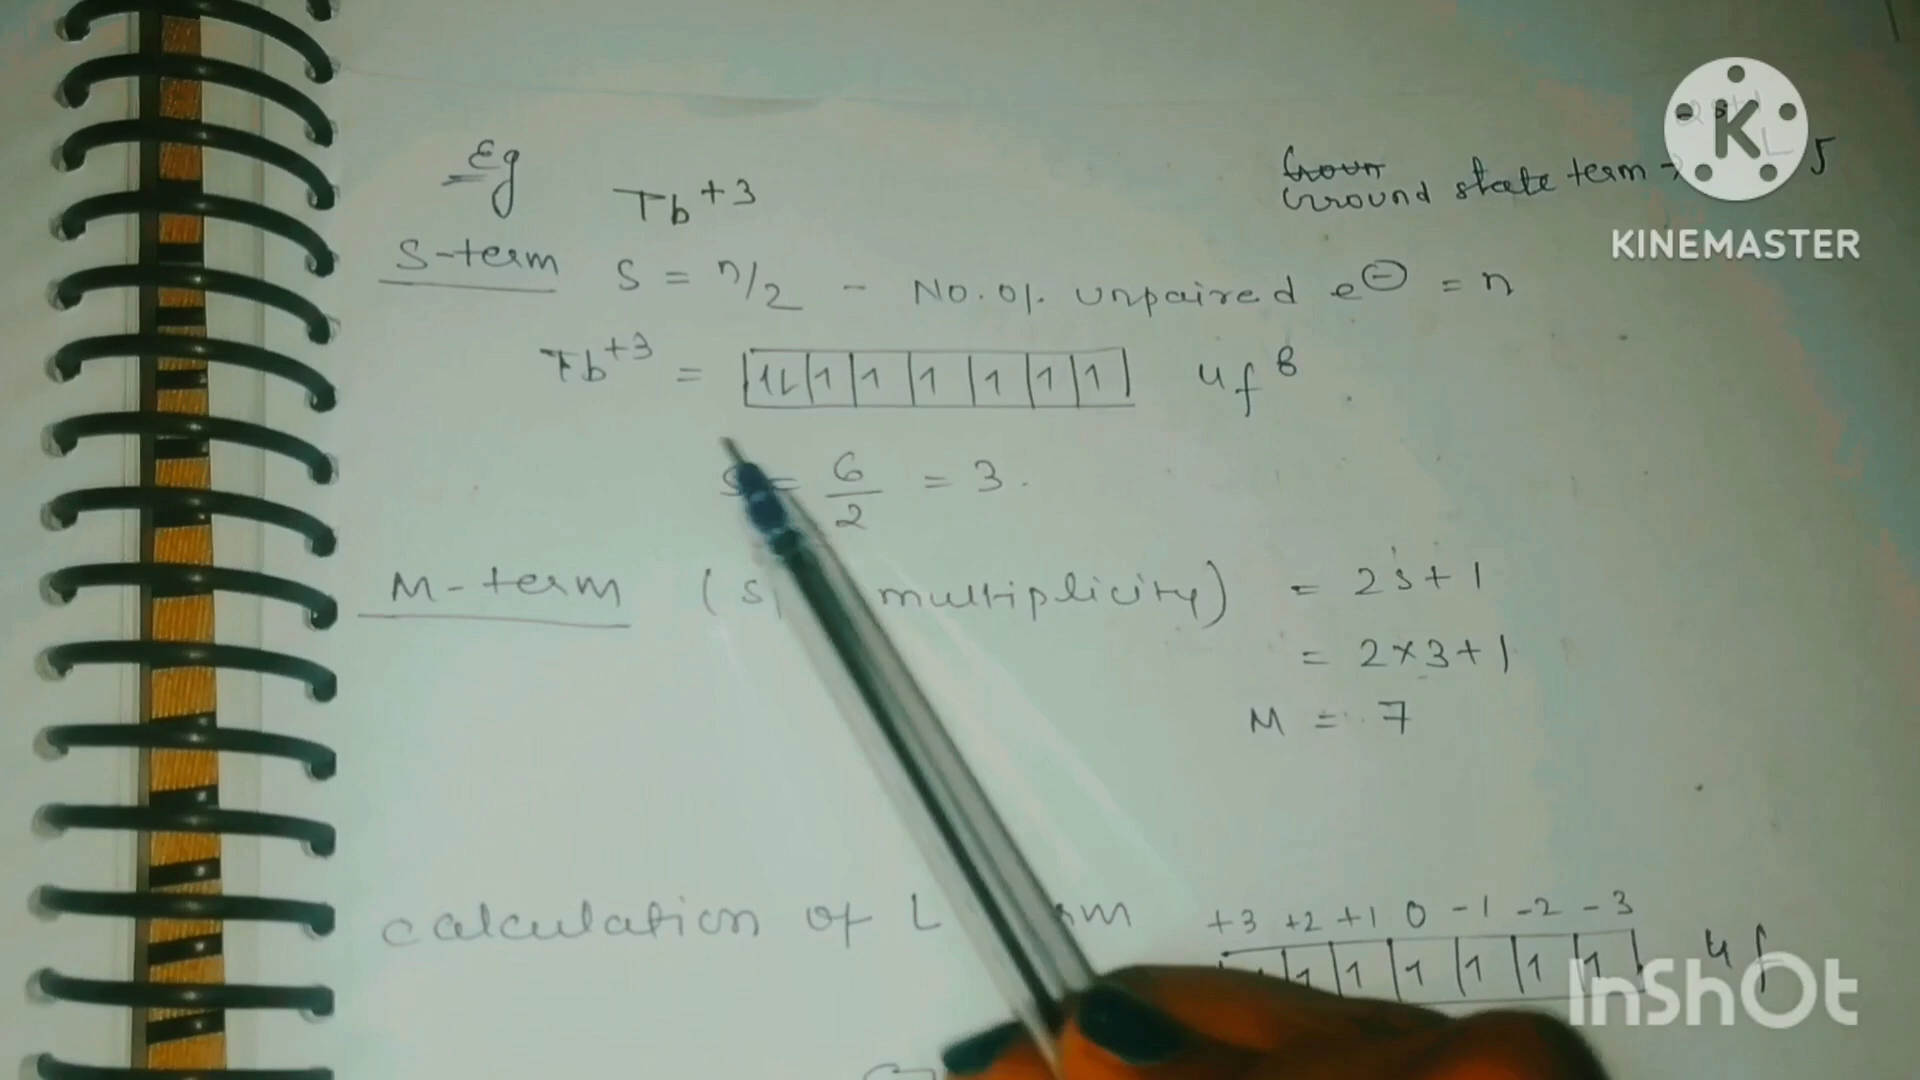 Eg Tb+3
Groun
Ground state term → L J
KINEMASTER
S-term S = n/2 - No. of. unpaired e⊖ = n
Tb+3 = 1L 1 1 1 1 1 1 4f8
S = 6/2 = 3.
M-term ( multiplicity) = 2s+1
= 2×3+1
M = 7
calculation of L +3 +2 +1 0 -1 -2 -3
1 1 1 1 1 1 4f
InShOt